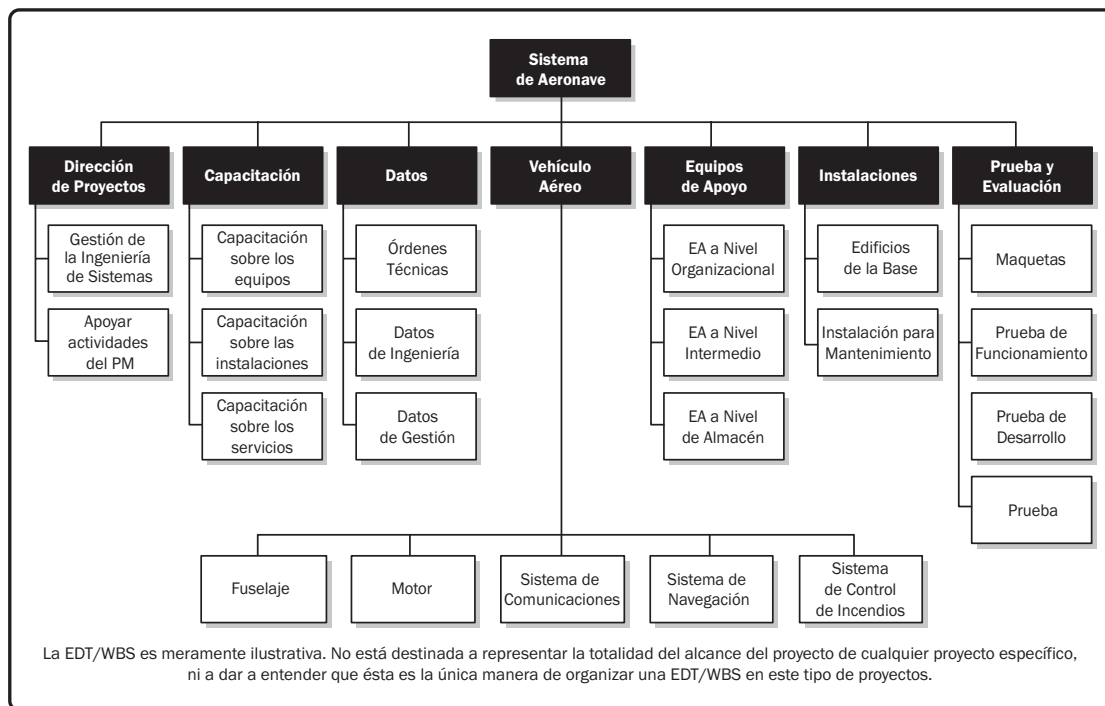 Sistema
de Aeronave
Dirección
de Proyectos
Capacitación
Datos
Vehículo
Aéreo
Equipos
de Apoyo
Instalaciones
Prueba y
Evaluación
Gestión de
la Ingeniería
de Sistemas
Apoyar
actividades
del PM
Capacitación
sobre los
equipos
Capacitación
sobre las
instalaciones
Capacitación
sobre los
servicios
Órdenes
Técnicas
Datos
de Ingeniería
Datos
de Gestión
EA a Nivel
Organizacional
EA a Nivel
Intermedio
EA a Nivel
de Almacén
Edificios
de la Base
Instalación para
Mantenimiento
Maquetas
Prueba de
Funcionamiento
Prueba de
Desarrollo
Prueba
Fuselaje
Motor
Sistema de
Comunicaciones
Sistema de
Navegación
Sistema
de Control
de Incendios
La EDT/WBS es meramente ilustrativa. No está destinada a representar la totalidad del alcance del proyecto de cualquier proyecto específico,
ni a dar a entender que ésta es la única manera de organizar una EDT/WBS en este tipo de proyectos.